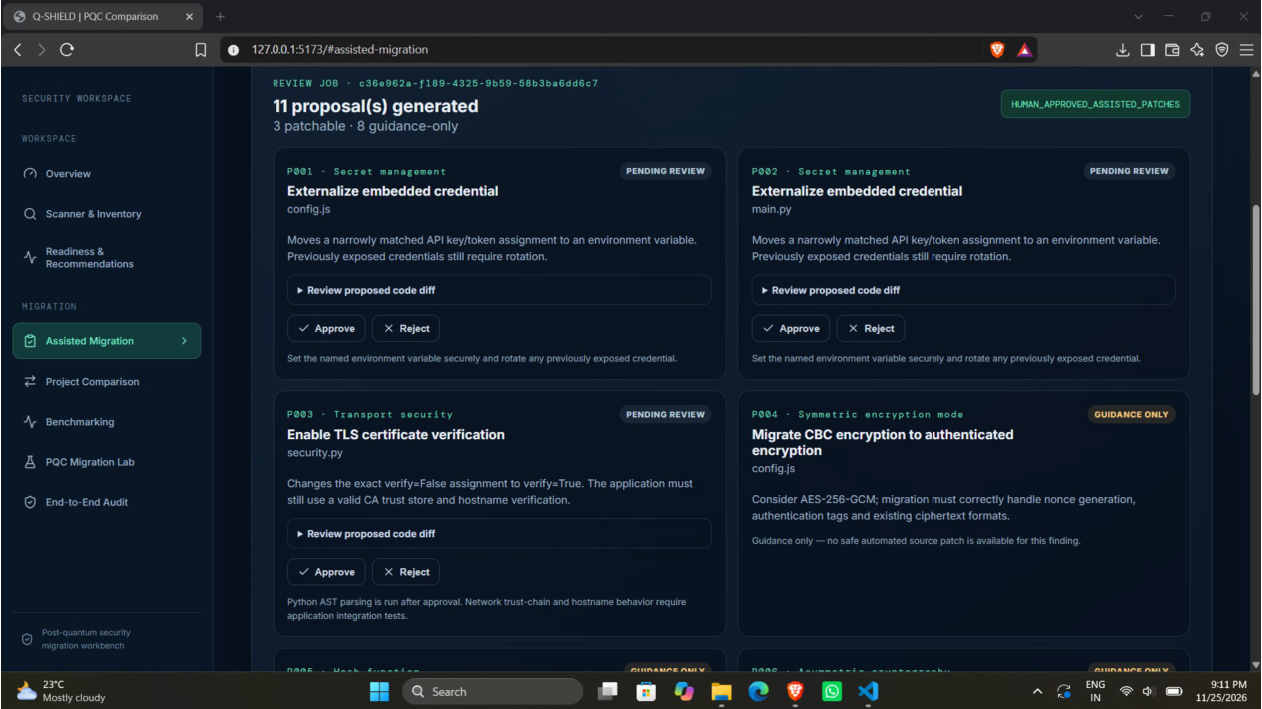 Q-SHIELD | PQC Comparison
127.0.0.1:5173/#assisted-migration
SECURITY WORKSPACE
WORKSPACE
Overview
Scanner & Inventory
Readiness &
Recommendations
MIGRATION
Assisted Migration
Project Comparison
Benchmarking
PQC Migration Lab
End-to-End Audit
Post-quantum security
migration workbench
REVIEW JOB · c36e962a-f189-4325-9b59-58b3ba6dd6c7
11 proposal(s) generated
3 patchable · 8 guidance-only
HUMAN_APPROVED_ASSISTED_PATCHES
P001 · Secret management
PENDING REVIEW
Externalize embedded credential
config.js
Moves a narrowly matched API key/token assignment to an environment variable.
Previously exposed credentials still require rotation.
Review proposed code diff
Approve
Reject
Set the named environment variable securely and rotate any previously exposed credential.
P002 · Secret management
PENDING REVIEW
Externalize embedded credential
main.py
Moves a narrowly matched API key/token assignment to an environment variable.
Previously exposed credentials still require rotation.
Review proposed code diff
Approve
Reject
Set the named environment variable securely and rotate any previously exposed credential.
P003 · Transport security
PENDING REVIEW
Enable TLS certificate verification
security.py
Changes the exact verify=False assignment to verify=True. The application must
still use a valid CA trust store and hostname verification.
Review proposed code diff
Approve
Reject
Python AST parsing is run after approval. Network trust-chain and hostname behavior require
application integration tests.
P004 · Symmetric encryption mode
GUIDANCE ONLY
Migrate CBC encryption to authenticated
encryption
config.js
Consider AES-256-GCM; migration must correctly handle nonce generation,
authentication tags and existing ciphertext formats.
Guidance only — no safe automated source patch is available for this finding.
P005 · Hash function
GUIDANCE ONLY
P006 · Asymmetric cryptography
GUIDANCE ONLY
23°C
Mostly cloudy
Search
ENG
IN
9:11 PM
11/25/2026